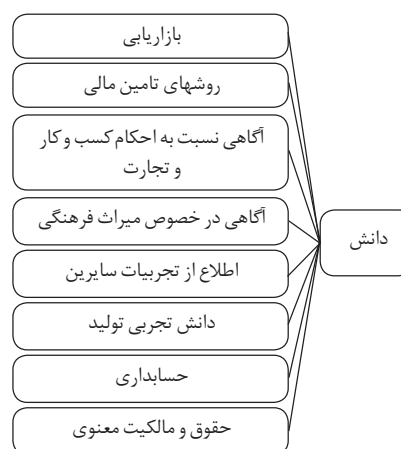 بازاریابی
روشهای تامین مالی
آگاهی نسبت به احکام کسب و کار
و تجارت
آگاهی در خصوص میراث فرهنگی
دانش
اطلاع از تجربیات سایرین
دانش تجربی تولید
حسابداری
حقوق و مالکیت معنوی